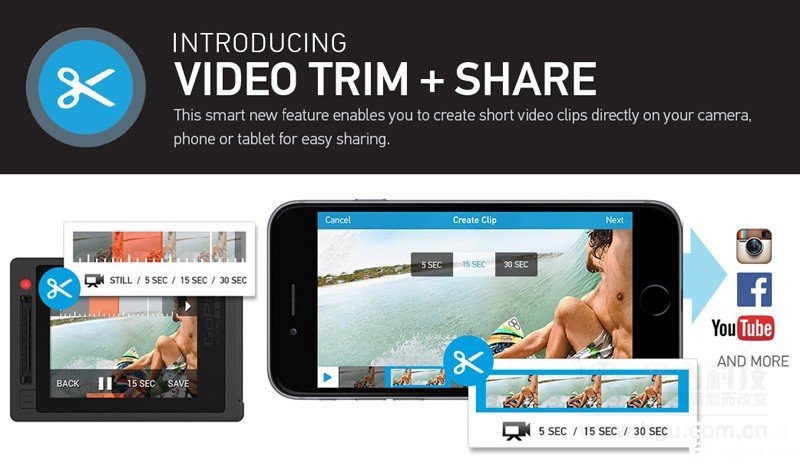 INTRODUCING
VIDEO TRIM + SHARE
This smart new feature enables you to create short video clips directly on your camera,
phone or tablet for easy sharing.
STILL / 5 SEC / 15 SEC / 30 SEC
GoPro
BACK 15 SEC SAVE
Cancel Create Clip Next
5 SEC 15 SEC 30 SEC
5 SEC / 15 SEC / 30 SEC
YouTube
AND MORE